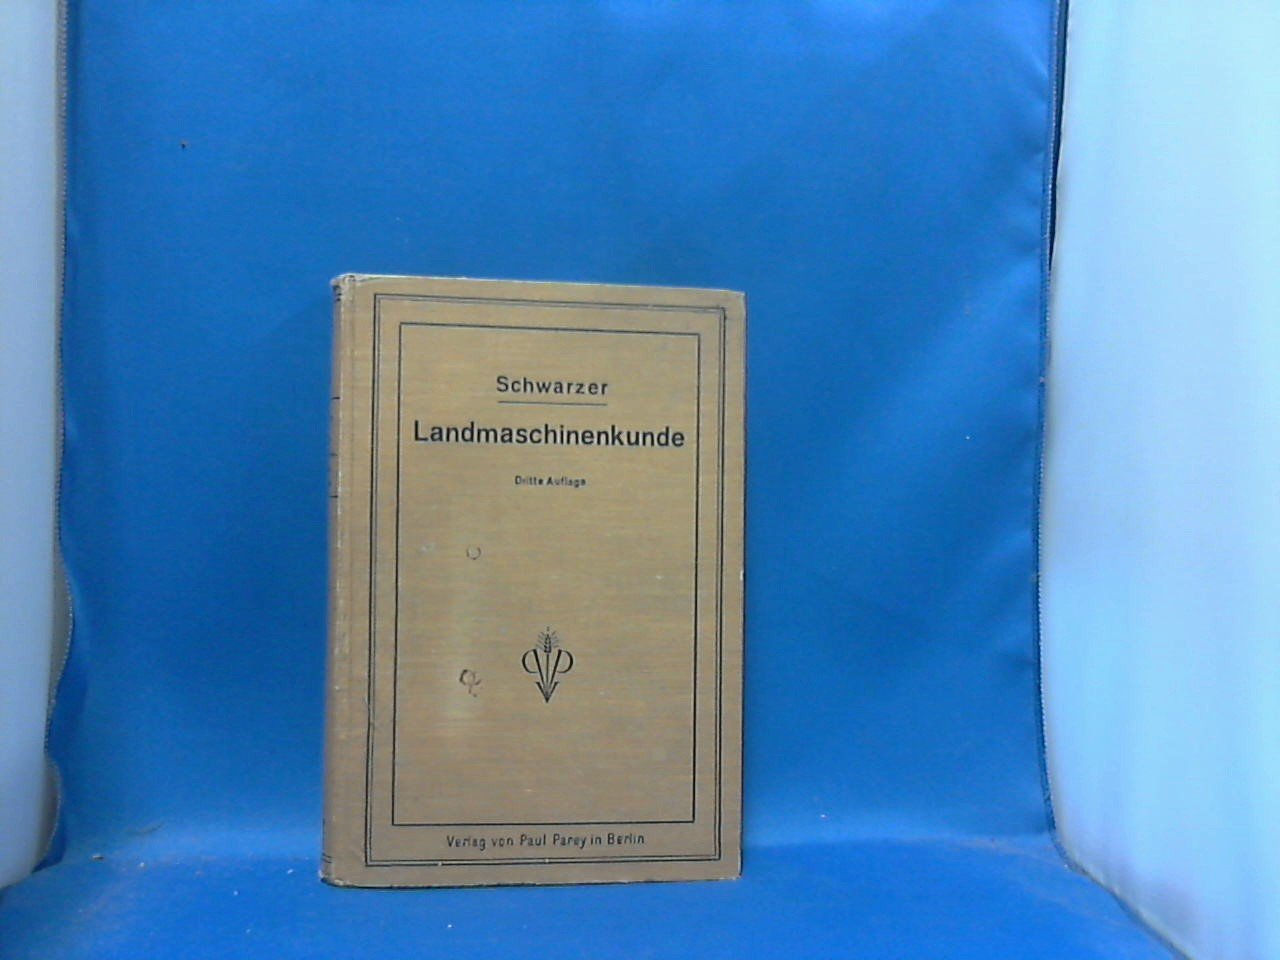 Schwarzer
Landmaschinenkunde
Dritte Auflage
Verlag von Paul Parey in Berlin